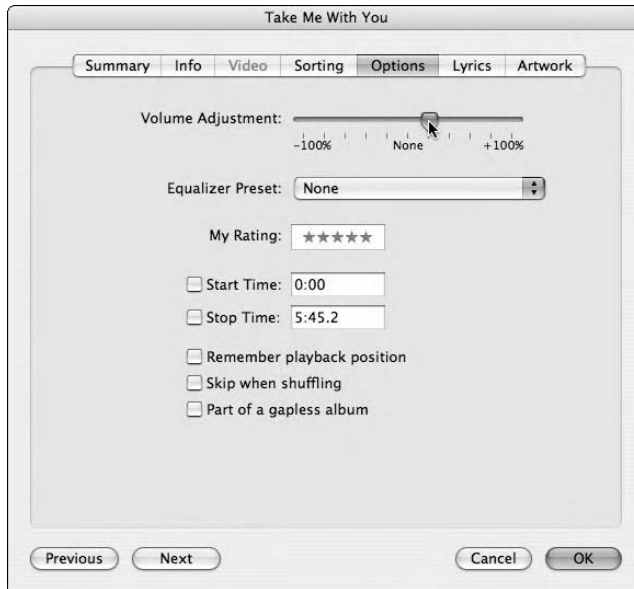 Take Me With You
Summary Info Video Sorting Options Lyrics Artwork
Volume Adjustment:
-100% None +100%
Equalizer Preset: None
My Rating: ★★★★★
Start Time: 0:00
Stop Time: 5:45.2
Remember playback position
Skip when shuffling
Part of a gapless album
Previous Next Cancel OK